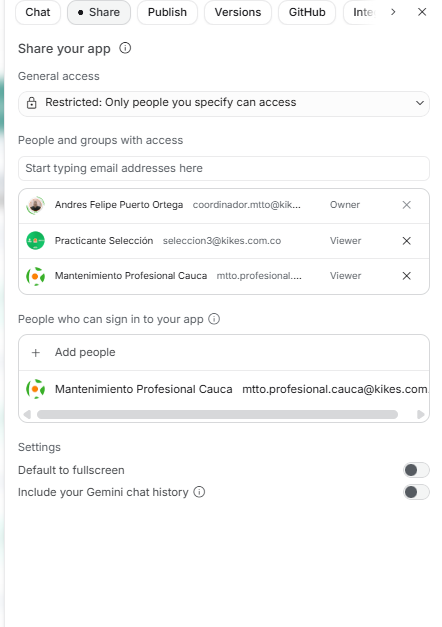 Chat Share Publish Versions GitHub Inte
Share your app
General access
Restricted: Only people you specify can access
People and groups with access
Start typing email addresses here
Andres Felipe Puerto Ortega coordinador.mtto@kik... Owner
Practicante Selección seleccion3@kikes.com.co Viewer
Mantenimiento Profesional Cauca mtto.profesional.... Viewer
People who can sign in to your app
Add people
Mantenimiento Profesional Cauca mtto.profesional.cauca@kikes.com
Settings
Default to fullscreen
Include your Gemini chat history